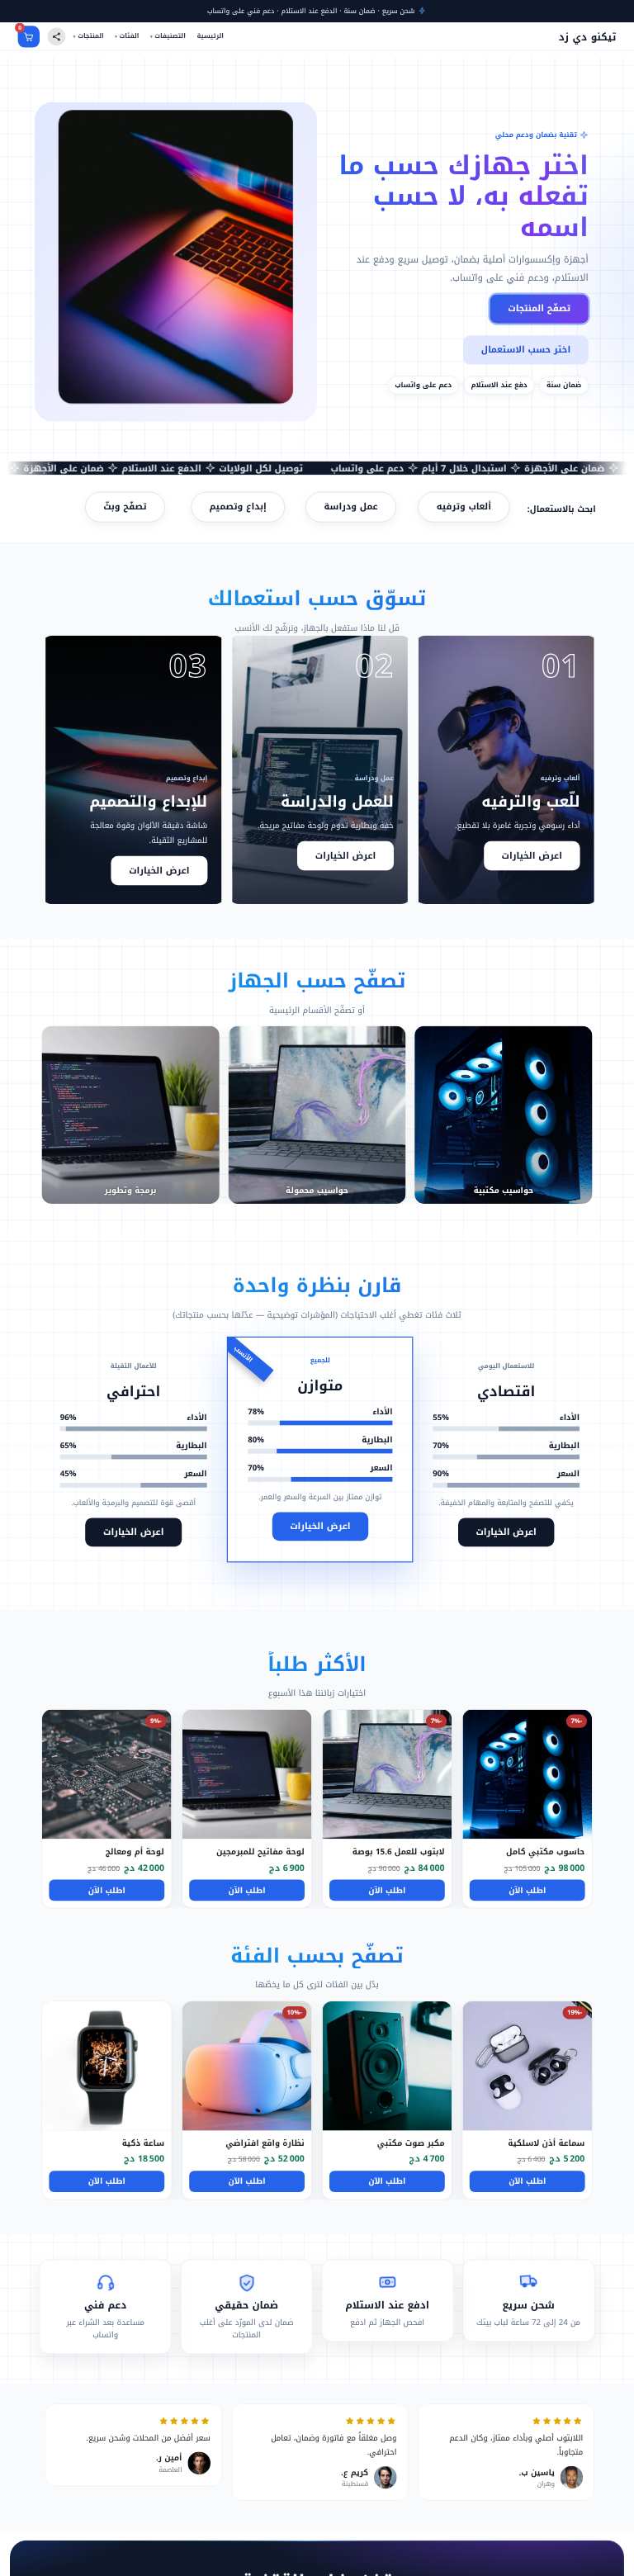 شحن سريع · ضمان سنة · الدفع عند الاستلام · دعم فني على واتساب
تيكنو دي زد
الرئيسية
التصنيفات
الفئات
المنتجات
0
تقنية بضمان ودعم محلي
اختر جهازك حسب ما
تفعله به، لا حسب
اسمه
أجهزة وإكسسوارات أصلية بضمان، توصيل سريع ودفع عند
الاستلام، ودعم فني على واتساب.
تصفّح المنتجات
اختر حسب الاستعمال
ضمان سنة
دفع عند الاستلام
دعم على واتساب
ضمان على الأجهزة
استبدال خلال 7 أيام
دعم على واتساب
توصيل لكل الولايات
الدفع عند الاستلام
ضمان على الأجهزة
ابحث بالاستعمال:
ألعاب وترفيه
عمل ودراسة
إبداع وتصميم
تصفّح وبثّ
تسوّق حسب استعمالك
قل لنا ماذا ستفعل بالجهاز، ونرشّح لك الأنسب
01
ألعاب وترفيه
للّعب والترفيه
أداء رسومي وتجربة غامرة بلا تقطيع.
اعرض الخيارات
02
عمل ودراسة
للعمل والدراسة
خفة وبطارية تدوم ولوحة مفاتيح مريحة.
اعرض الخيارات
03
إبداع وتصميم
للإبداع والتصميم
شاشة دقيقة الألوان وقوة معالجة
للمشاريع الثقيلة.
اعرض الخيارات
تصفّح حسب الجهاز
أو تصفّح الأقسام الرئيسية
حواسيب مكتبية
حواسيب محمولة
برمجة وتطوير
قارن بنظرة واحدة
ثلاث فئات تغطي أغلب الاحتياجات (المؤشرات توضيحية — عدّلها بحسب منتجاتك)
للاستعمال اليومي
اقتصادي
الأداء 55%
البطارية 70%
السعر 90%
يكفي للتصفح والمتابعة والمهام الخفيفة.
اعرض الخيارات
الأنسب
للجميع
متوازن
الأداء 78%
البطارية 80%
السعر 70%
توازن ممتاز بين السرعة والسعر والعمر.
اعرض الخيارات
للأعمال الثقيلة
احترافي
الأداء 96%
البطارية 65%
السعر 45%
أقصى قوة للتصميم والبرمجة والألعاب.
اعرض الخيارات
الأكثر طلباً
اختيارات زبائننا هذا الأسبوع
-7%
حاسوب مكتبي كامل
98 000 دج 105 000 دج
اطلب الآن
-7%
لابتوب للعمل 15.6 بوصة
84 000 دج 90 000 دج
اطلب الآن
لوحة مفاتيح للمبرمجين
6 900 دج
اطلب الآن
-9%
لوحة أم ومعالج
42 000 دج 46 000 دج
اطلب الآن
تصفّح بحسب الفئة
بدّل بين الفئات لترى كل ما يخصّها
-19%
سماعة أذن لاسلكية
5 200 دج 6 400 دج
اطلب الآن
مكبر صوت مكتبي
4 700 دج
اطلب الآن
-10%
نظارة واقع افتراضي
52 000 دج 58 000 دج
اطلب الآن
ساعة ذكية
18 500 دج
اطلب الآن
شحن سريع
من 24 إلى 72 ساعة لباب بيتك
ادفع عند الاستلام
افحص الجهاز ثم ادفع
ضمان حقيقي
ضمان لدى المورّد على أغلب
المنتجات
دعم فني
مساعدة بعد الشراء عبر
واتساب
اللابتوب أصلي وبأداء ممتاز، وكان الدعم
متجاوباً.
ياسين ب.
وهران
وصل مغلقاً مع فاتورة وضمان، تعامل
احترافي.
كريم ع.
قسنطينة
سعر أفضل من المحلات وشحن سريع.
أمين ر.
العاصمة